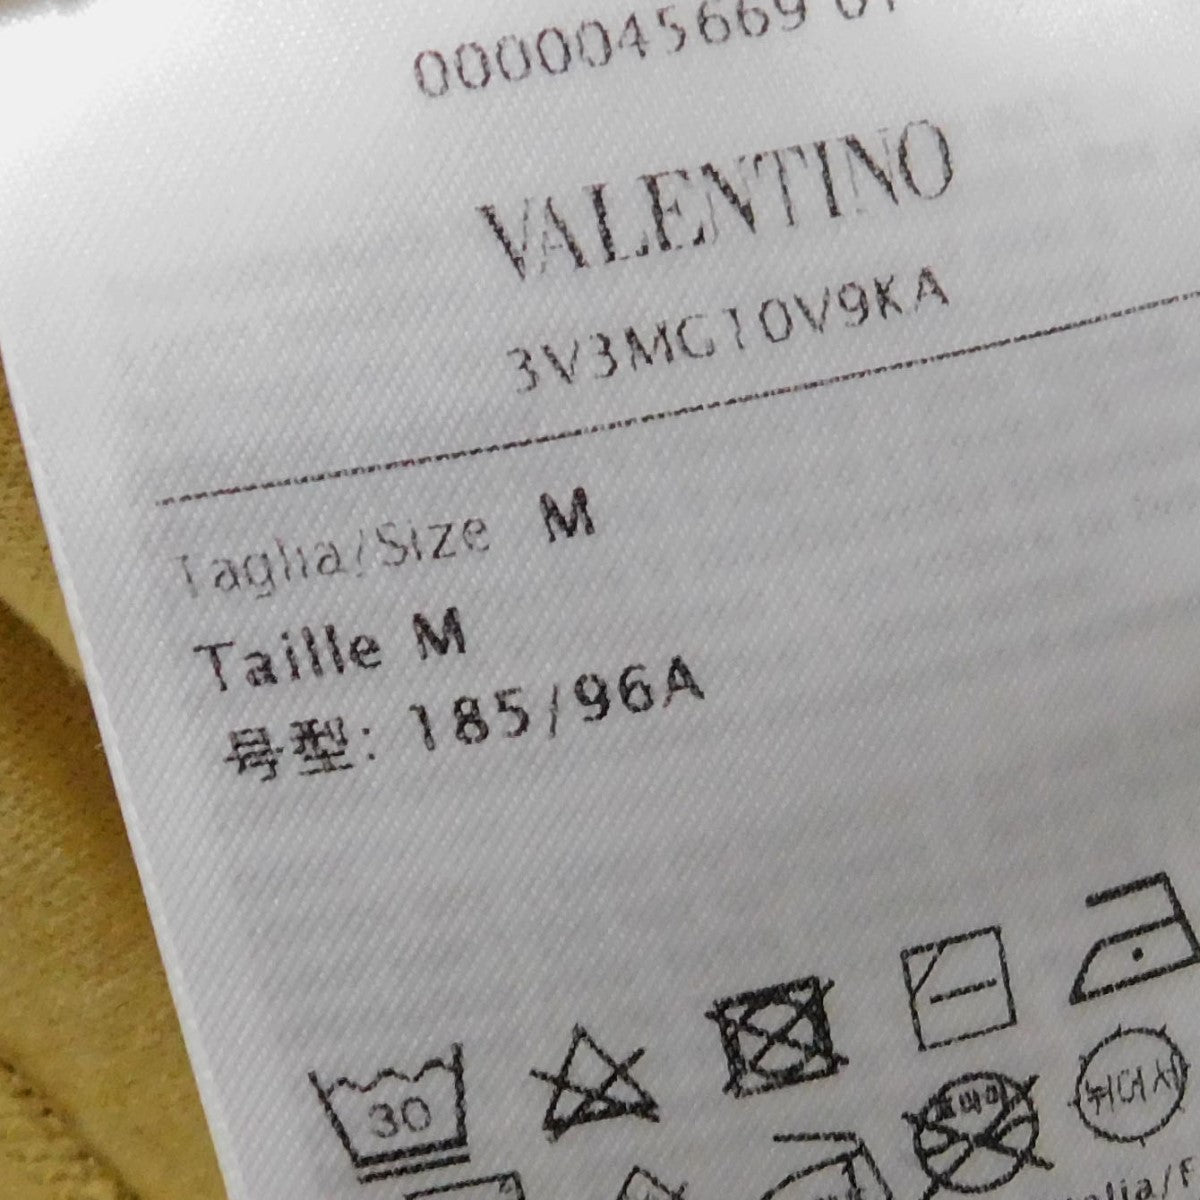 0000045669
VALENTINO
3V3MG10V9KA
Taglia/Size M
Taille M
号型: 185/96A
30